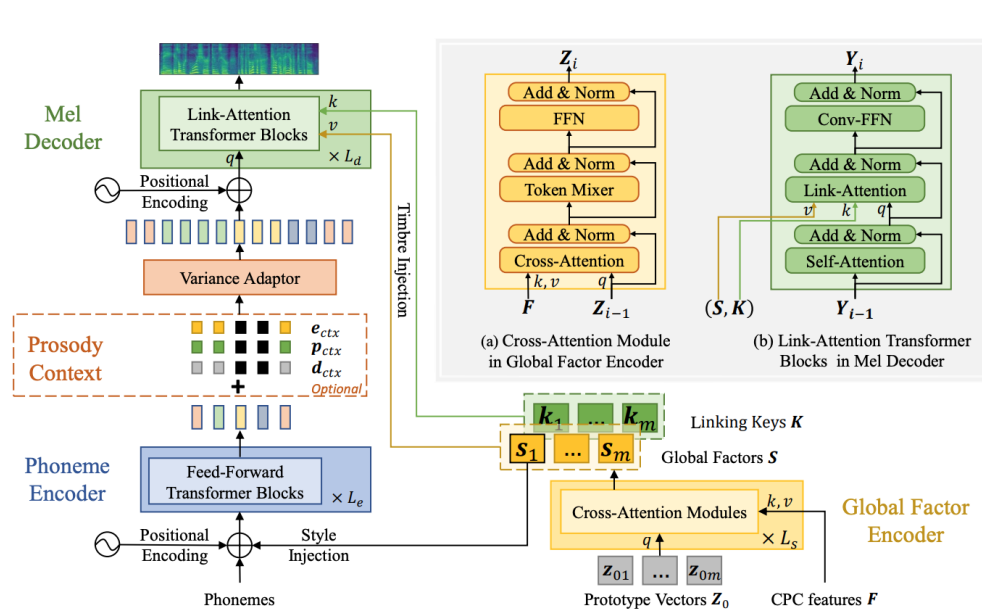 Mel
Decoder
Link-Attention
Transformer Blocks
k
v
q
× L_d
Positional
Encoding
Variance Adaptor
Prosody
Context
e_ctx
p_ctx
d_ctx
Optional
+
Phoneme
Encoder
Feed-Forward
Transformer Blocks
× L_e
Positional
Encoding
Style
Injection
Phonemes
Timbre Injection
Z_i
Add & Norm
FFN
Add & Norm
Token Mixer
Add & Norm
Cross-Attention
k, v
q
F
Z_{i−1}
(a) Cross-Attention Module
in Global Factor Encoder
Y_i
Add & Norm
Conv-FFN
Add & Norm
Link-Attention
v
k
q
Add & Norm
Self-Attention
(S, K)
Y_{i−1}
(b) Link-Attention Transformer
Blocks in Mel Decoder
k_1 ... k_m
Linking Keys K
s_1 ... s_m
Global Factors S
Cross-Attention Modules
k, v
q
× L_s
Global Factor
Encoder
z_01 ... z_0m
Prototype Vectors Z_0
CPC features F